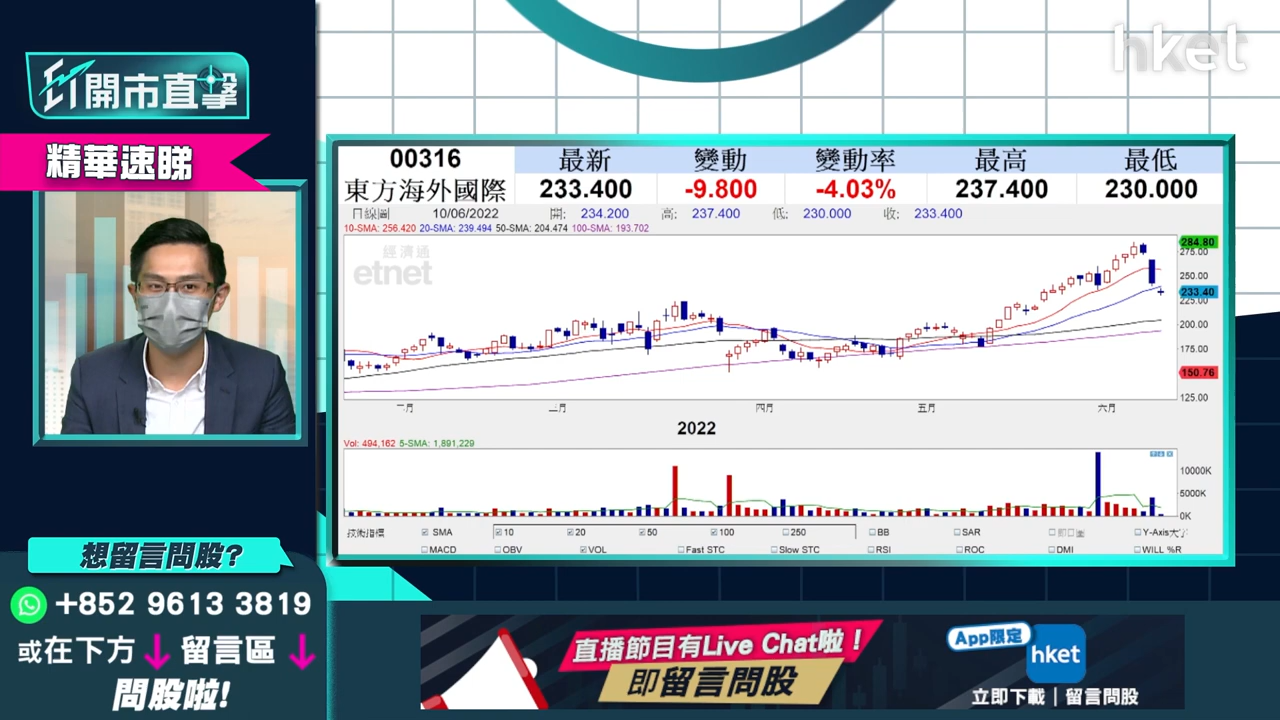 hket
ET開市直擊
精華速睇
00316 最新 變動 變動率 最高 最低
東方海外國際 233.400 -9.800 -4.03% 237.400 230.000
日線圖 10/06/2022 開: 234.200 高: 237.400 低: 230.000 收: 233.400
10-SMA: 256.420 20-SMA: 239.494 50-SMA: 204.474 100-SMA: 193.702
經濟通
etnet
284.80
275.00
250.00
233.40
225.00
200.00
175.00
150.76
125.00
二月 三月 四月 五月 六月
2022
Vol: 494,162 5-SMA: 1,891,229
10000K
5000K
0K
技術指標 SMA 10 20 50 100 250 BB SAR Y-Axis
MACD OBV VOL Fast STC Slow STC RSI ROC DMI WILL %R
想留言問股?
+852 9613 3819
或在下方 留言區
問股啦!
直播節目有Live Chat啦!
即留言問股
App限定
hket
立即下載 | 留言問股